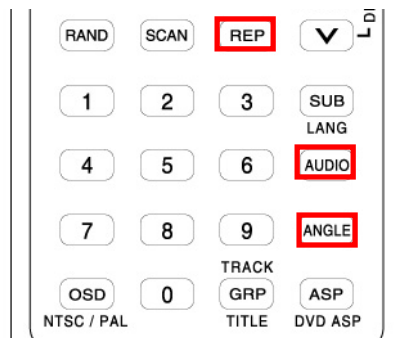 RAND SCAN REP V DI
1 2 3 SUB
LANG
4 5 6 AUDIO
7 8 9 ANGLE
TRACK
OSD 0 GRP ASP
NTSC / PAL TITLE DVD ASP